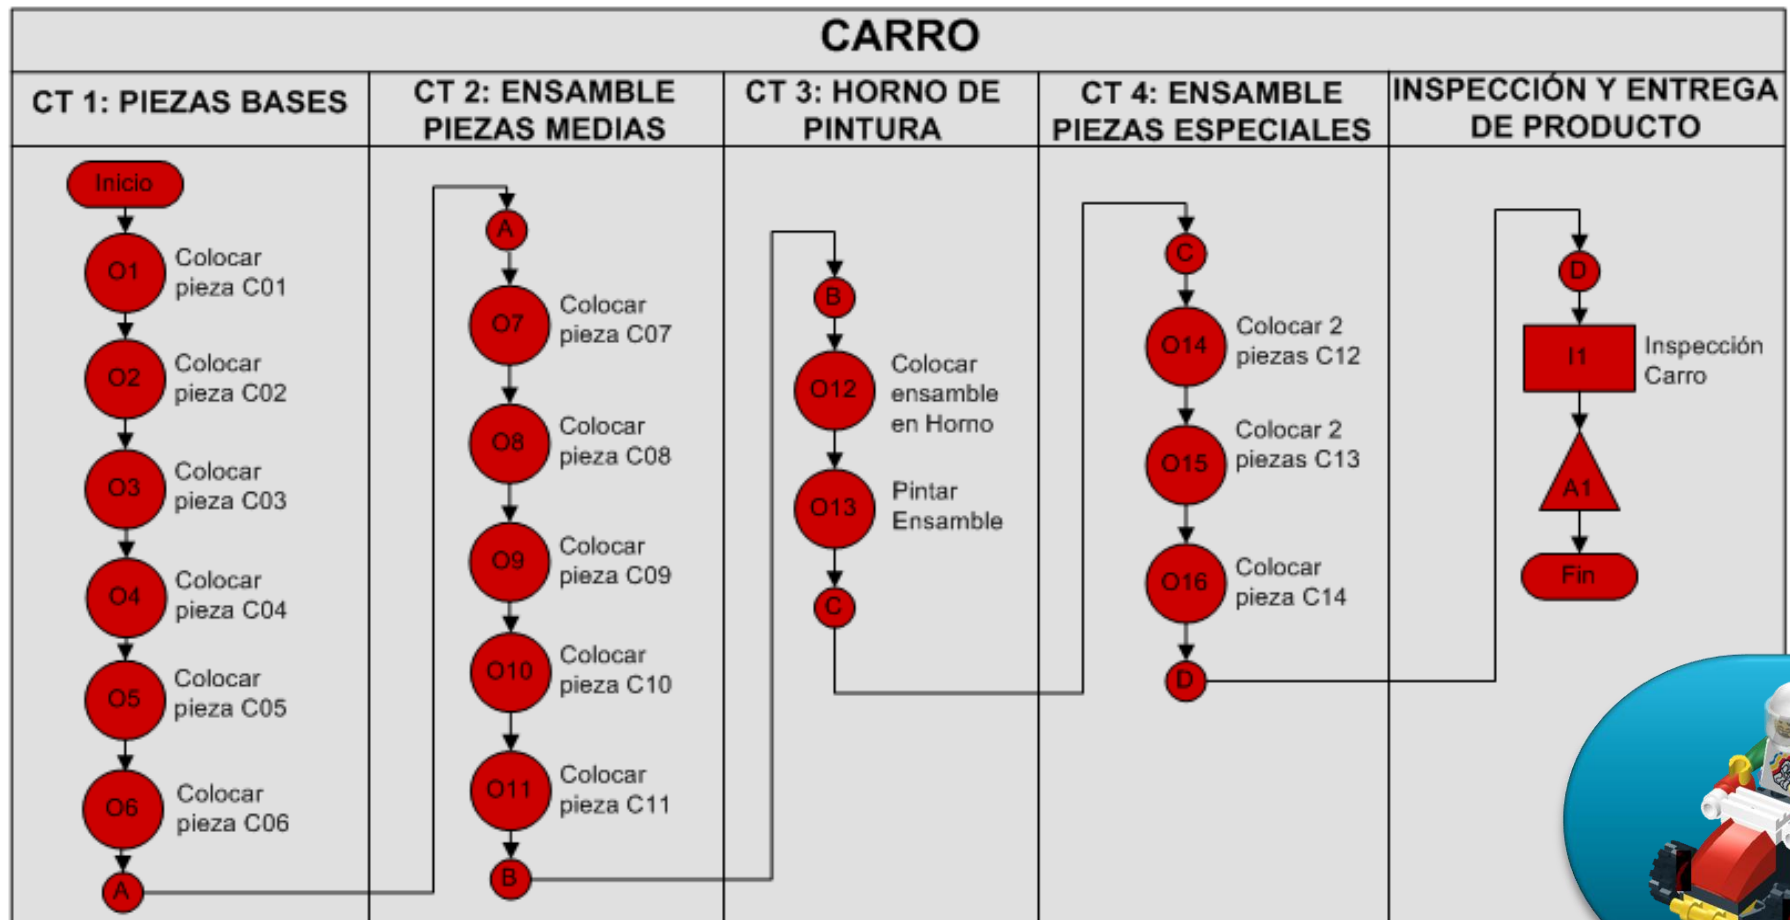 CARRO
CT 1: PIEZAS BASES
CT 2: ENSAMBLE
PIEZAS MEDIAS
CT 3: HORNO DE
PINTURA
CT 4: ENSAMBLE
PIEZAS ESPECIALES
INSPECCIÓN Y ENTREGA
DE PRODUCTO
Inicio
O1
Colocar
pieza C01
O2
Colocar
pieza C02
O3
Colocar
pieza C03
O4
Colocar
pieza C04
O5
Colocar
pieza C05
O6
Colocar
pieza C06
A
A
O7
Colocar
pieza C07
O8
Colocar
pieza C08
O9
Colocar
pieza C09
O10
Colocar
pieza C10
O11
Colocar
pieza C11
B
B
O12
Colocar
ensamble
en Horno
O13
Pintar
Ensamble
C
C
O14
Colocar 2
piezas C12
O15
Colocar 2
piezas C13
O16
Colocar
pieza C14
D
D
I1
Inspección
Carro
A1
Fin